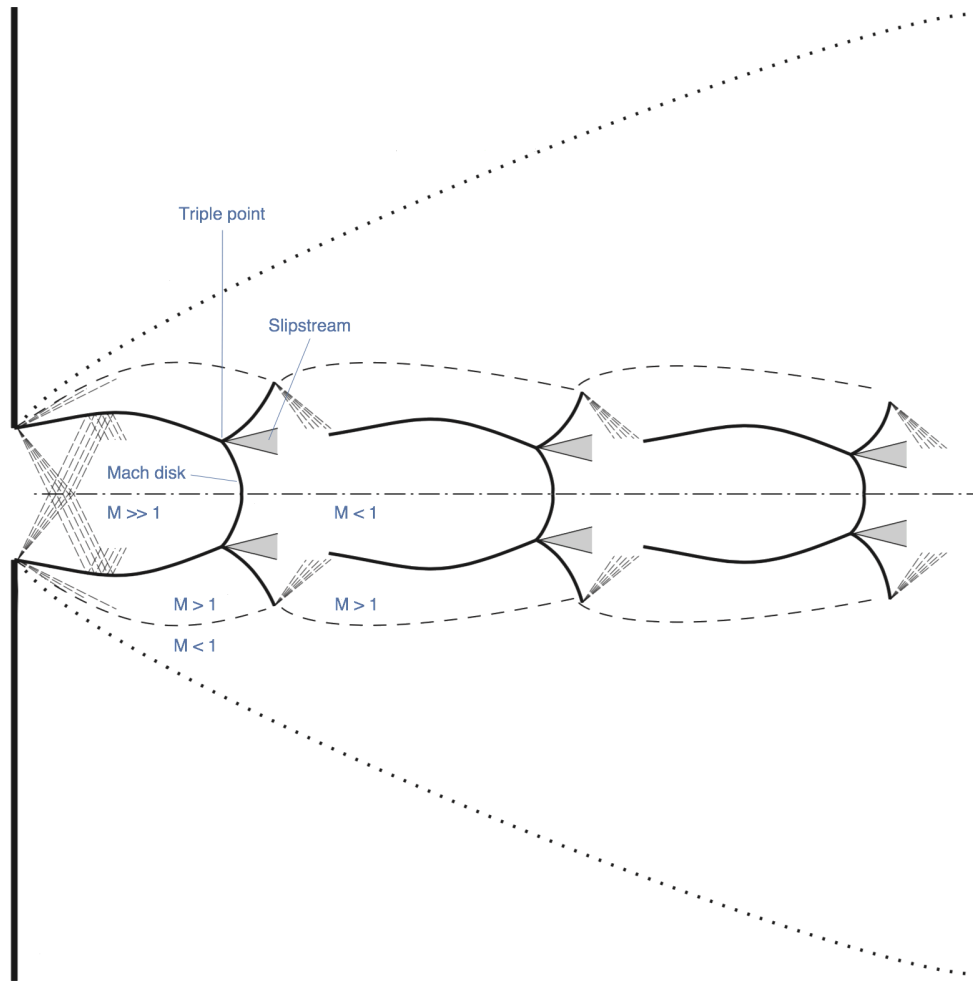 Triple point
Slipstream
Mach disk
M >> 1
M < 1
M > 1
M > 1
M < 1